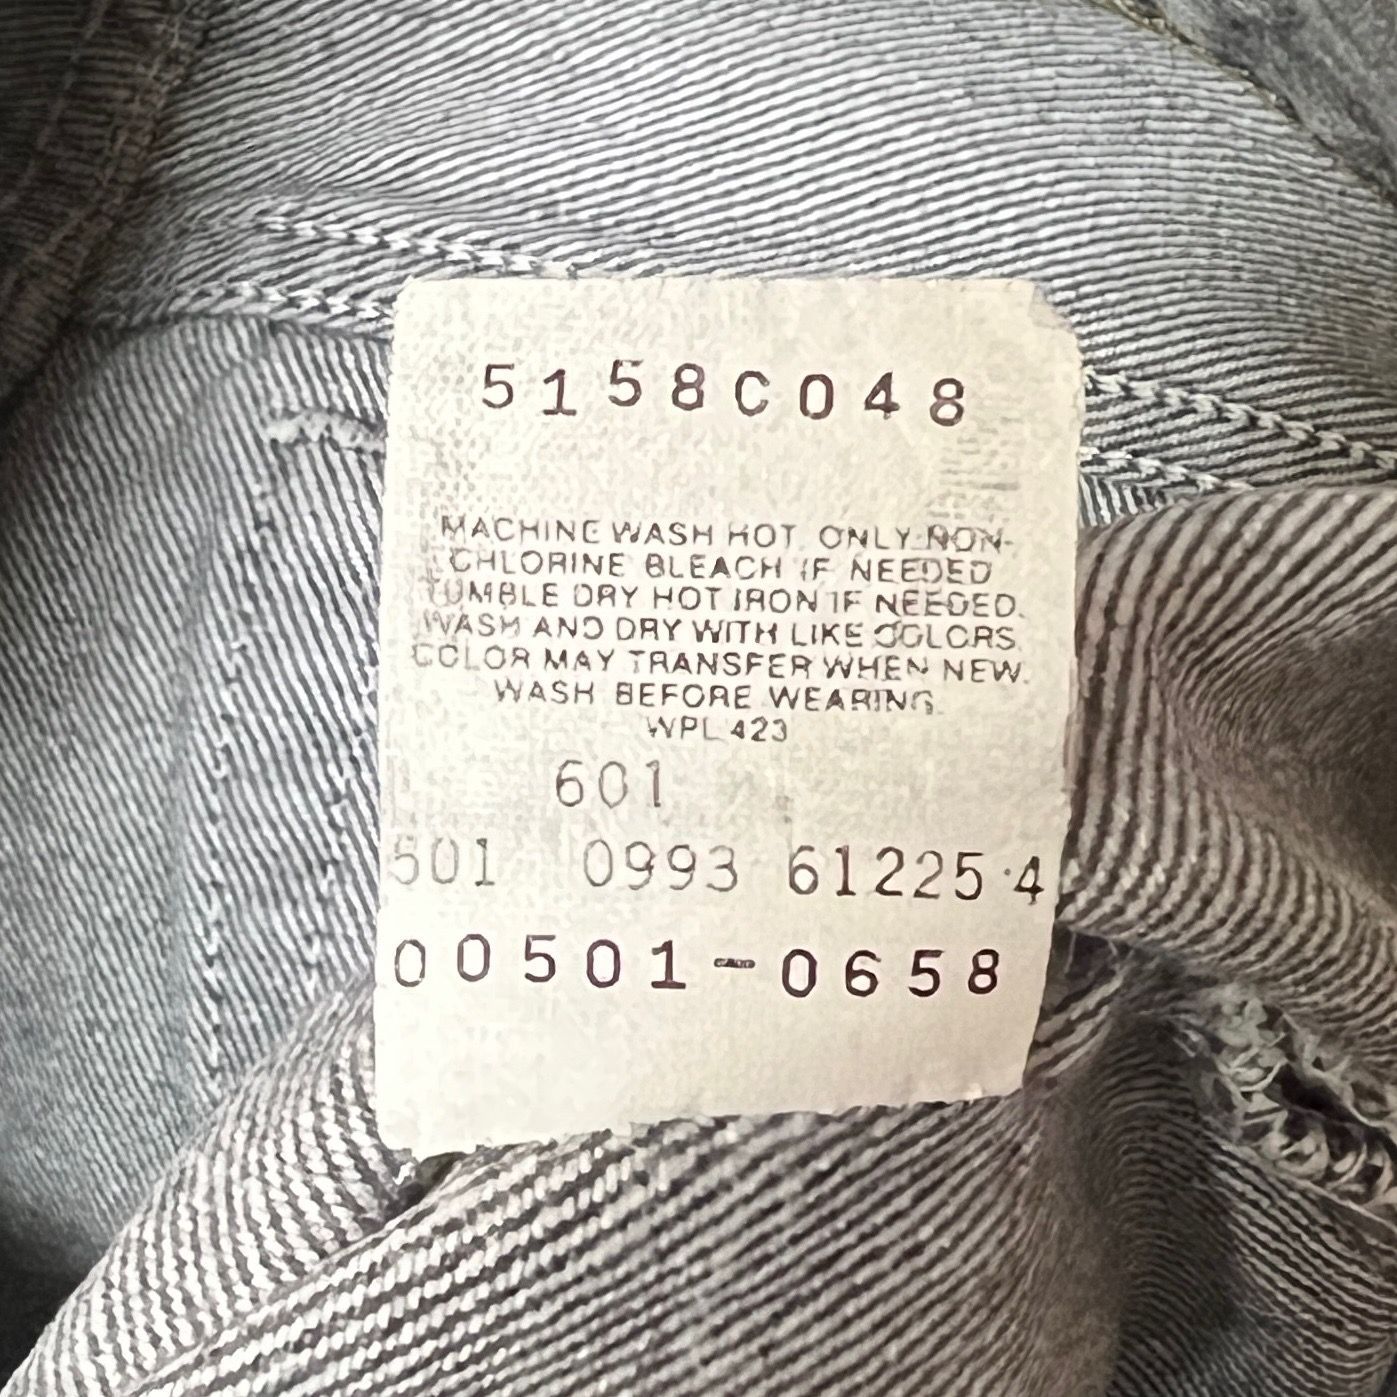 5158C048
MACHINE WASH HOT. ONLY NON-
CHLORINE BLEACH IF NEEDED
TUMBLE DRY HOT IRON IF NEEDED.
WASH AND DRY WITH LIKE COLORS.
COLOR MAY TRANSFER WHEN NEW.
WASH BEFORE WEARING.
WPL 423
601
501 0993 61225·4
00501-0658